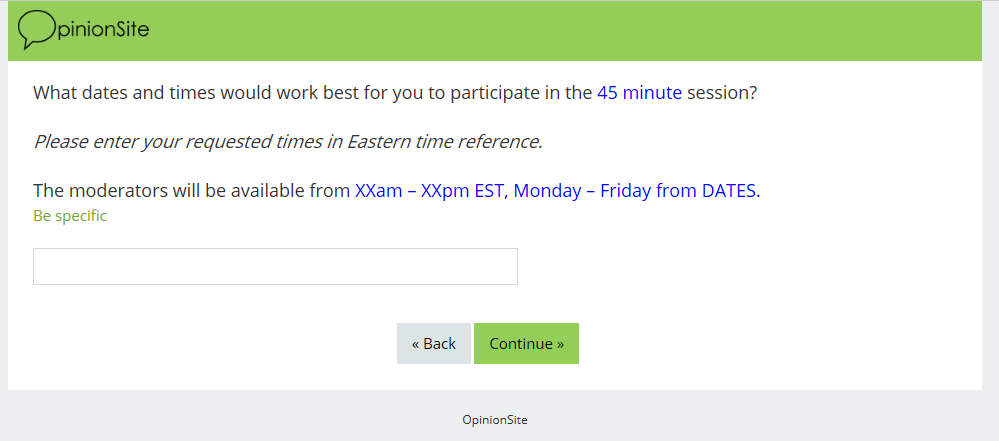 OpinionSite
What dates and times would work best for you to participate in the 45 minute session?
Please enter your requested times in Eastern time reference.
The moderators will be available from XXam – XXpm EST, Monday – Friday from DATES.
Be specific
« Back
Continue »
OpinionSite